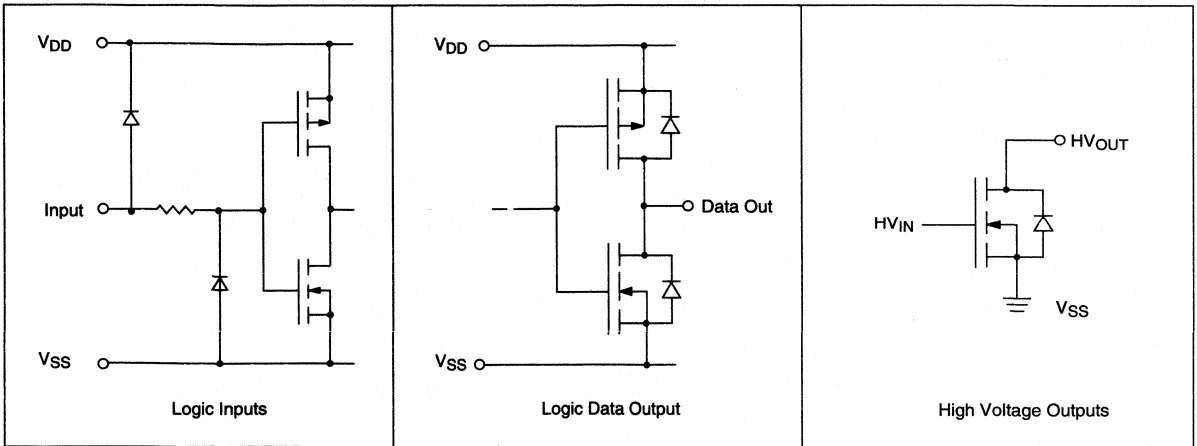 VDD
Input
VSS
Logic Inputs
VDD
Data Out
VSS
Logic Data Output
HVOUT
HVIN
VSS
High Voltage Outputs